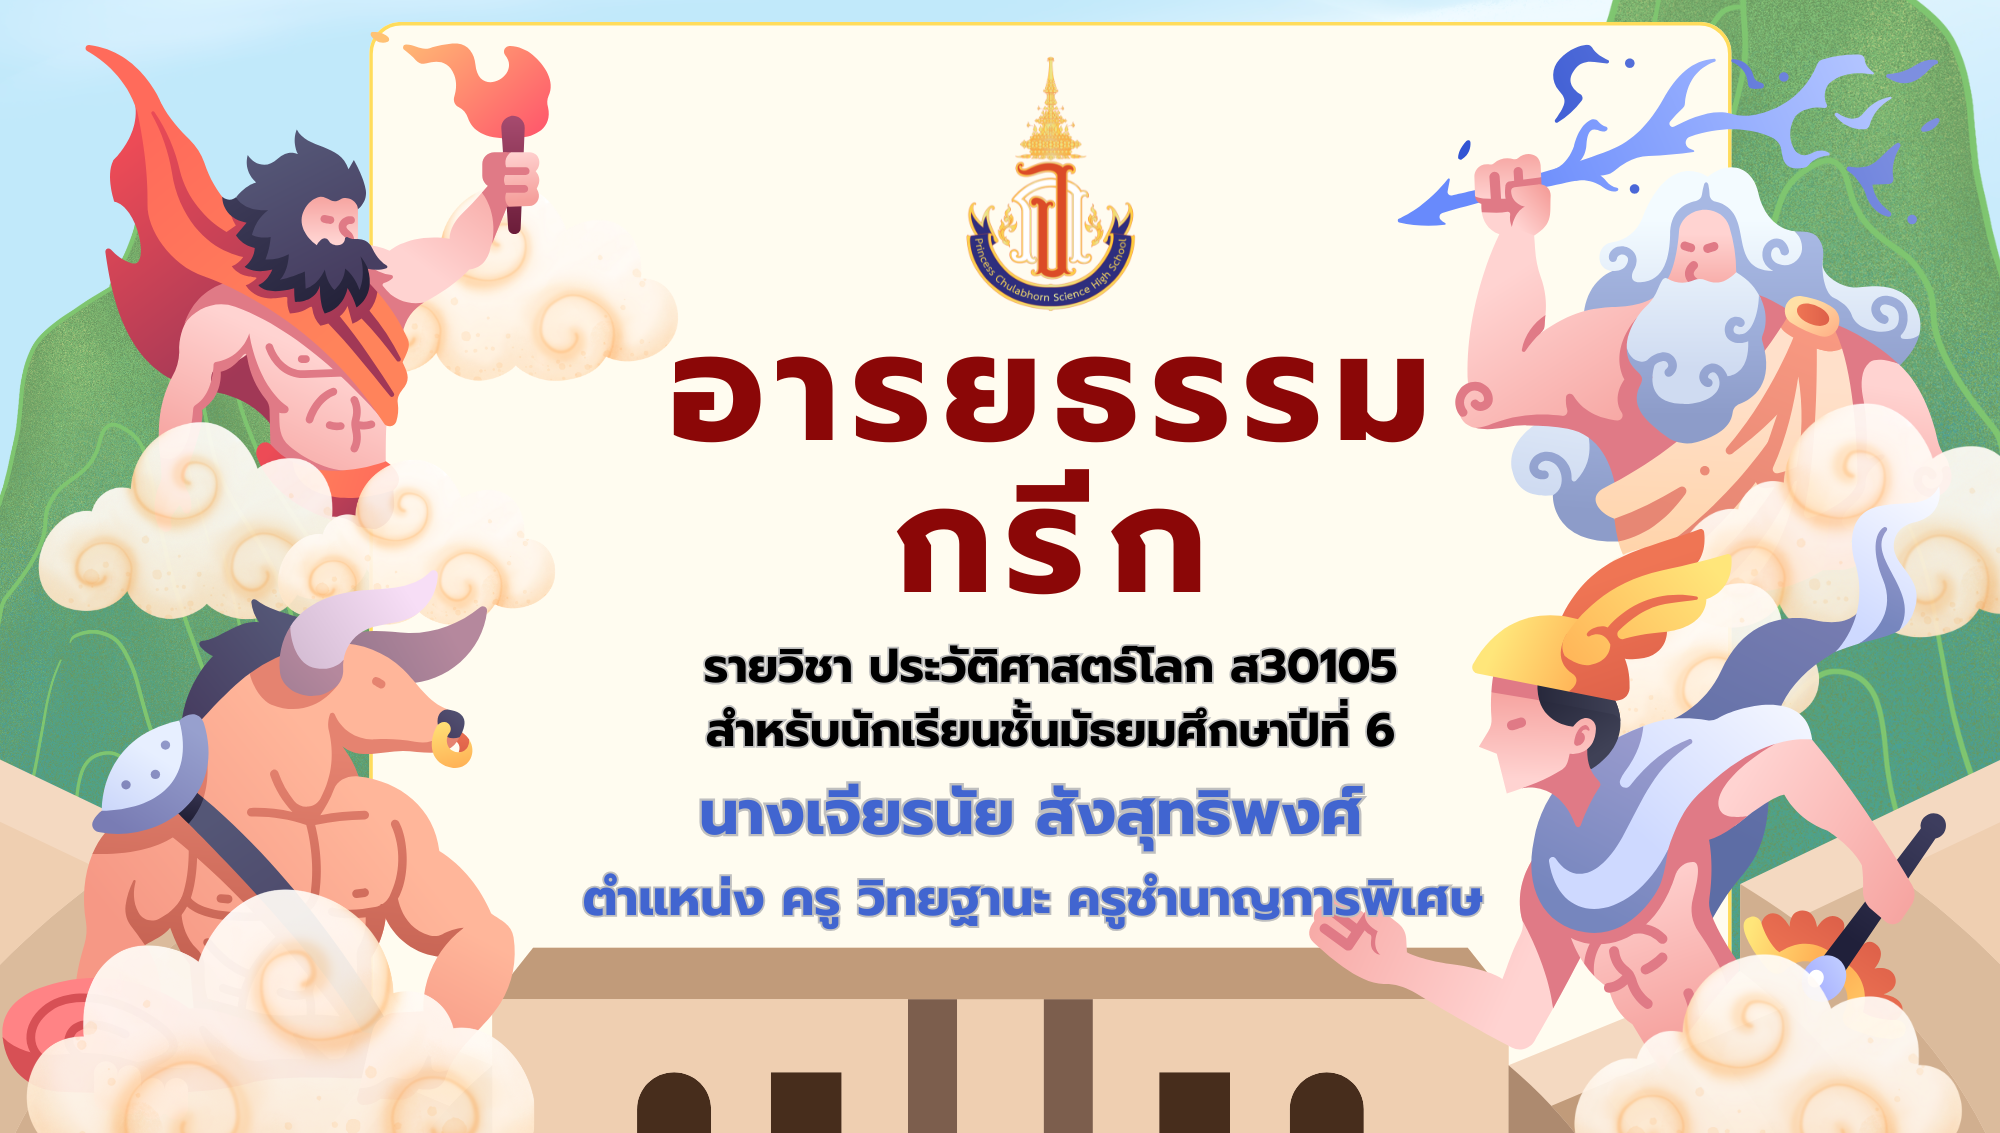 Princess Chulabhorn Science High School
อารยธรรม
กรีก
รายวิชา ประวัติศาสตร์โลก ส30105
สำหรับนักเรียนชั้นมัธยมศึกษาปีที่ 6
นางเจียรนัย สังสุทธิพงศ์
ตำแหน่ง ครู วิทยฐานะ ครูชำนาญการพิเศษ